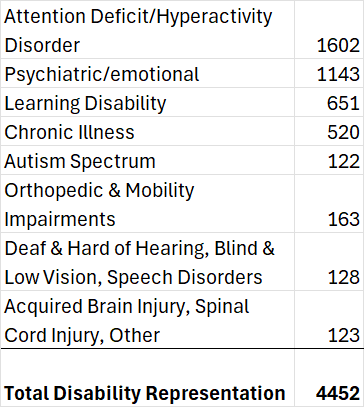 Attention Deficit/Hyperactivity
Disorder 1602
Psychiatric/emotional 1143
Learning Disability 651
Chronic Illness 520
Autism Spectrum 122
Orthopedic & Mobility
Impairments 163
Deaf & Hard of Hearing, Blind &
Low Vision, Speech Disorders 128
Acquired Brain Injury, Spinal
Cord Injury, Other 123
Total Disability Representation 4452